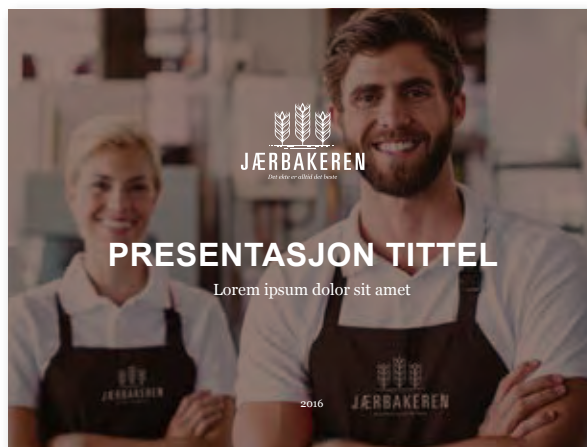 JÆRBAKEREN
Det ekte er alltid det beste
PRESENTASJON TITTEL
Lorem ipsum dolor sit amet
JÆRBAKEREN
JÆRBAKEREN
2016